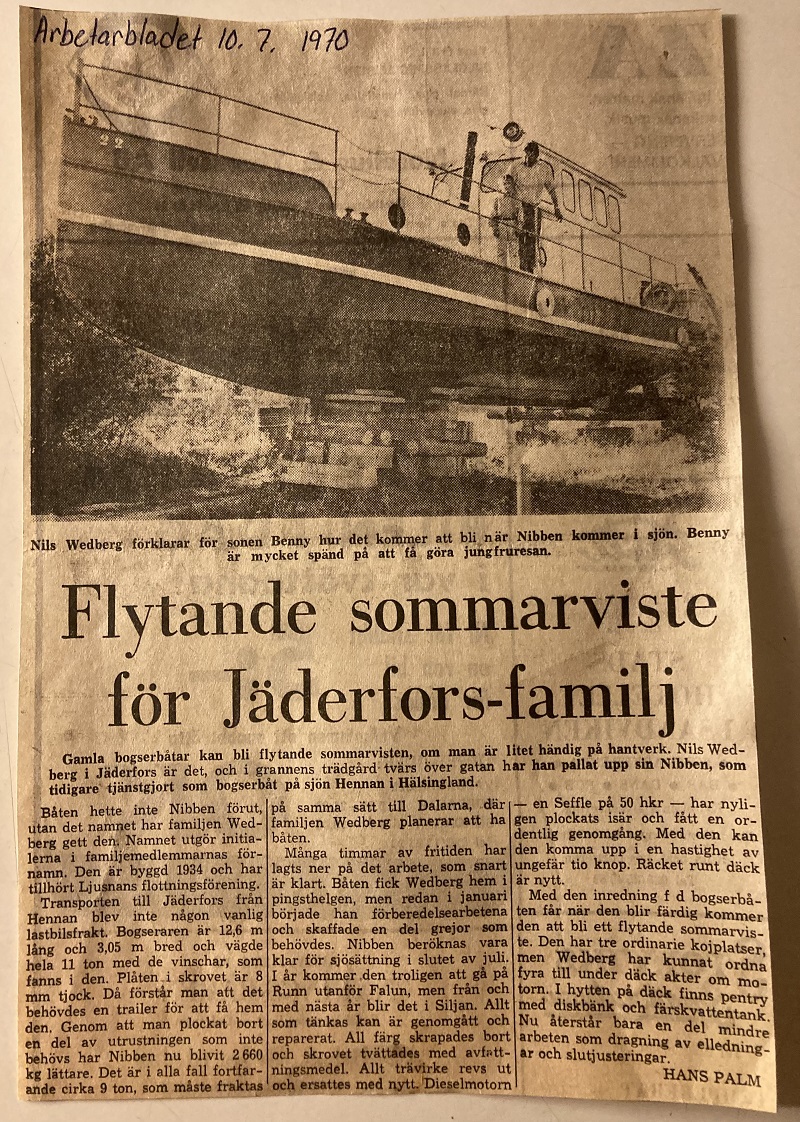 Arbetarbladet 10. 7. 1970
22
Nils Wedberg förklarar för sonen Benny hur det kommer att bli när Nibben kommer i sjön. Benny
är mycket spänd på att få göra jungfruresan.
Flytande sommarviste
för Jäderfors-familj
Gamla bogserbåtar kan bli flytande sommarvisten, om man är litet händig på hantverk. Nils Wed-
berg i Jäderfors är det, och i grannens trädgård tvärs över gatan har han pallat upp sin Nibben, som
tidigare tjänstgjort som bogserbåt på sjön Hennan i Hälsingland.
Båten hette inte Nibben förut,
utan det namnet har familjen Wed-
berg gett den. Namnet utgör initia-
lerna i familjemedlemmarnas för-
namn. Den är byggd 1934 och har
tillhört Ljusnans flottningsförening.
Transporten till Jäderfors från
Hennan blev inte någon vanlig
lastbilsfrakt. Bogseraren är 12,6 m
lång och 3,05 m bred och vägde
hela 11 ton med de vinschar, som
fanns i den. Plåten i skrovet är 8
mm tjock. Då förstår man att det
behövdes en trailer för att få hem
den. Genom att man plockat bort
en del av utrustningen som inte
behövs har Nibben nu blivit 2 660
kg lättare. Det är i alla fall fortfar-
ande cirka 9 ton, som måste fraktas
på samma sätt till Dalarna, där
familjen Wedberg planerar att ha
båten.
Många timmar av fritiden har
lagts ner på det arbete, som snart
är klart. Båten fick Wedberg hem i
pingsthelgen, men redan i januari
började han förberedelsearbetena
och skaffade en del grejor som
behövdes. Nibben beräknas vara
klar för sjösättning i slutet av juli.
I år kommer den troligen att gå på
Runn utanför Falun, men från och
med nästa år blir det i Siljan. Allt
som tänkas kan är genomgått och
reparerat. All färg skrapades bort
och skrovet tvättades med avfett-
ningsmedel. Allt trävirke revs ut
och ersattes med nytt. Dieselmotorn
— en Seffle på 50 hkr — har nyli-
gen plockats isär och fått en or-
dentlig genomgång. Med den kan
den komma upp i en hastighet av
ungefär tio knop. Räcket runt däck
är nytt.
Med den inredning f d bogserbå-
ten får när den blir färdig kommer
den att bli ett flytande sommarvis-
te. Den har tre ordinarie kojplatser,
men Wedberg har kunnat ordna
fyra till under däck akter om mo-
torn. I hytten på däck finns pentry
med diskbänk och färskvattentank.
Nu återstår bara en del mindre
arbeten som dragning av elledning-
ar och slutjusteringar.
HANS PALM